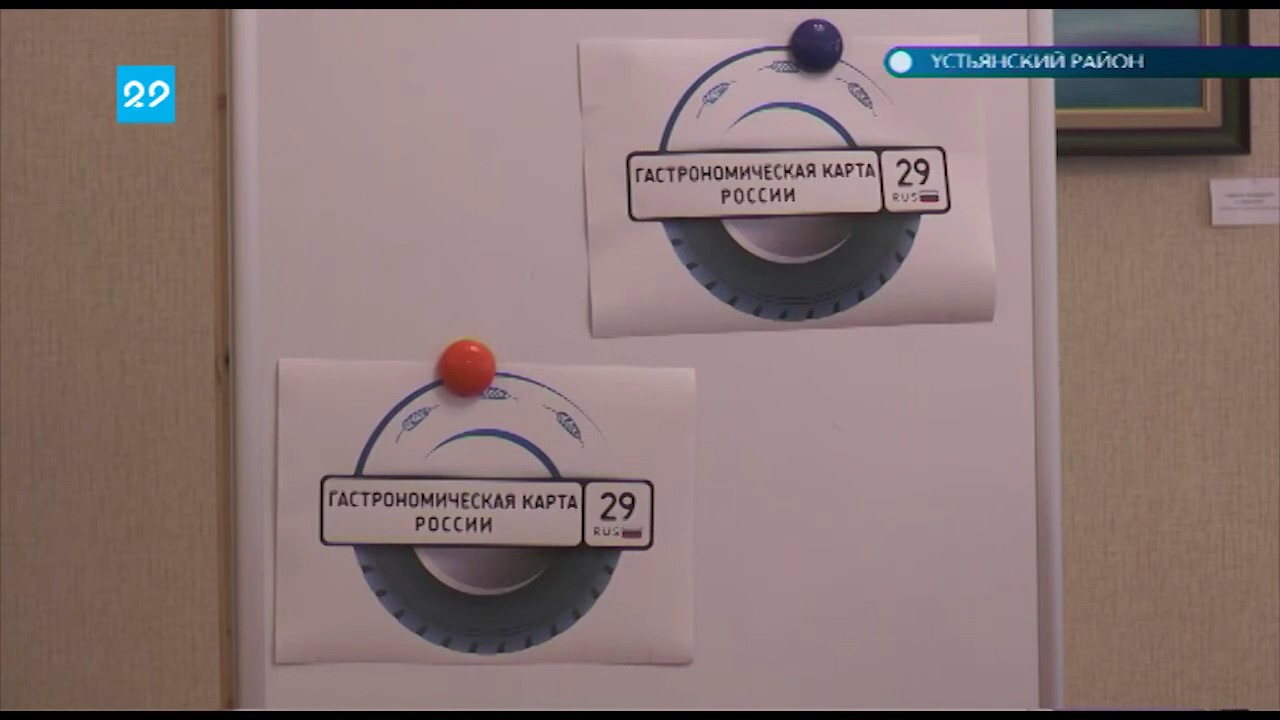 29
УСТЬЯНСКИЙ РАЙОН
ГАСТРОНОМИЧЕСКАЯ КАРТА
РОССИИ
29
RUS
ГАСТРОНОМИЧЕСКАЯ КАРТА
РОССИИ
29
RUS